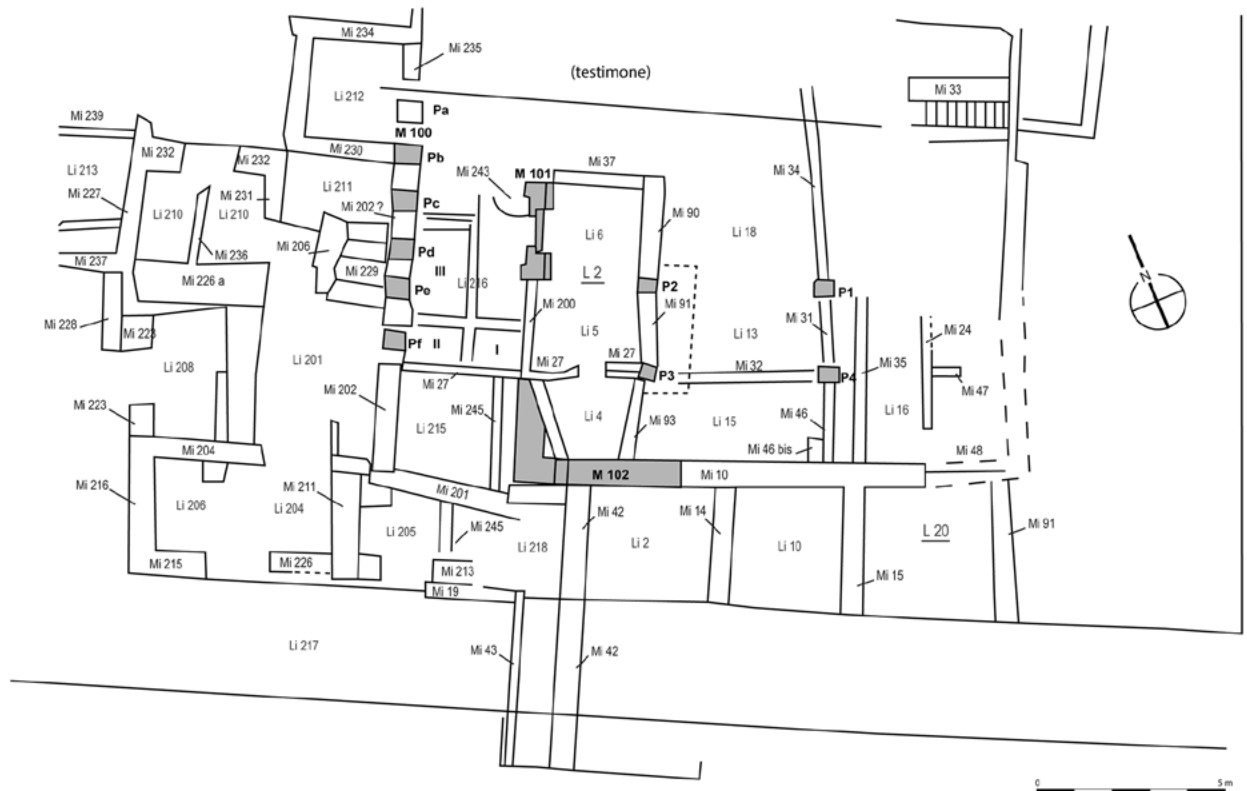 Mi 234
Mi 235
(testimone)
Mi 33
Li 212
Pa
M 100
Mi 239
Mi 232
Mi 230
Mi 232
Pb
Mi 37
M 101
Mi 34
Li 213
Mi 243
Mi 227
Mi 231
Li 211
Mi 202 ?
Pc
Li 210
Li 210
Mi 90
Li 6
Li 18
Mi 206
Mi 236
Pd
Mi 237
Mi 229
III
Li 216
L 2
N
Mi 226 a
Pe
P2
P1
Mi 200
Mi 91
Mi 228
Mi 223
Li 5
Li 13
Mi 31
Mi 24
Pf
II
I
Li 208
Li 201
Mi 27
Mi 27
Mi 32
Mi 35
Mi 27
P3
P4
Mi 47
Mi 202
Mi 223
Mi 245
Li 4
Mi 93
Li 15
Mi 46
Li 16
Li 215
Mi 204
Mi 46 bis
Mi 48
Mi 216
M 102
Mi 10
Mi 211
Mi 201
Li 206
Li 204
Mi 42
Mi 14
Li 205
Mi 245
Li 218
Li 2
Li 10
L 20
Mi 91
Mi 215
Mi 226
Mi 213
Mi 15
Mi 19
Li 217
Mi 43
Mi 42
0 5 m